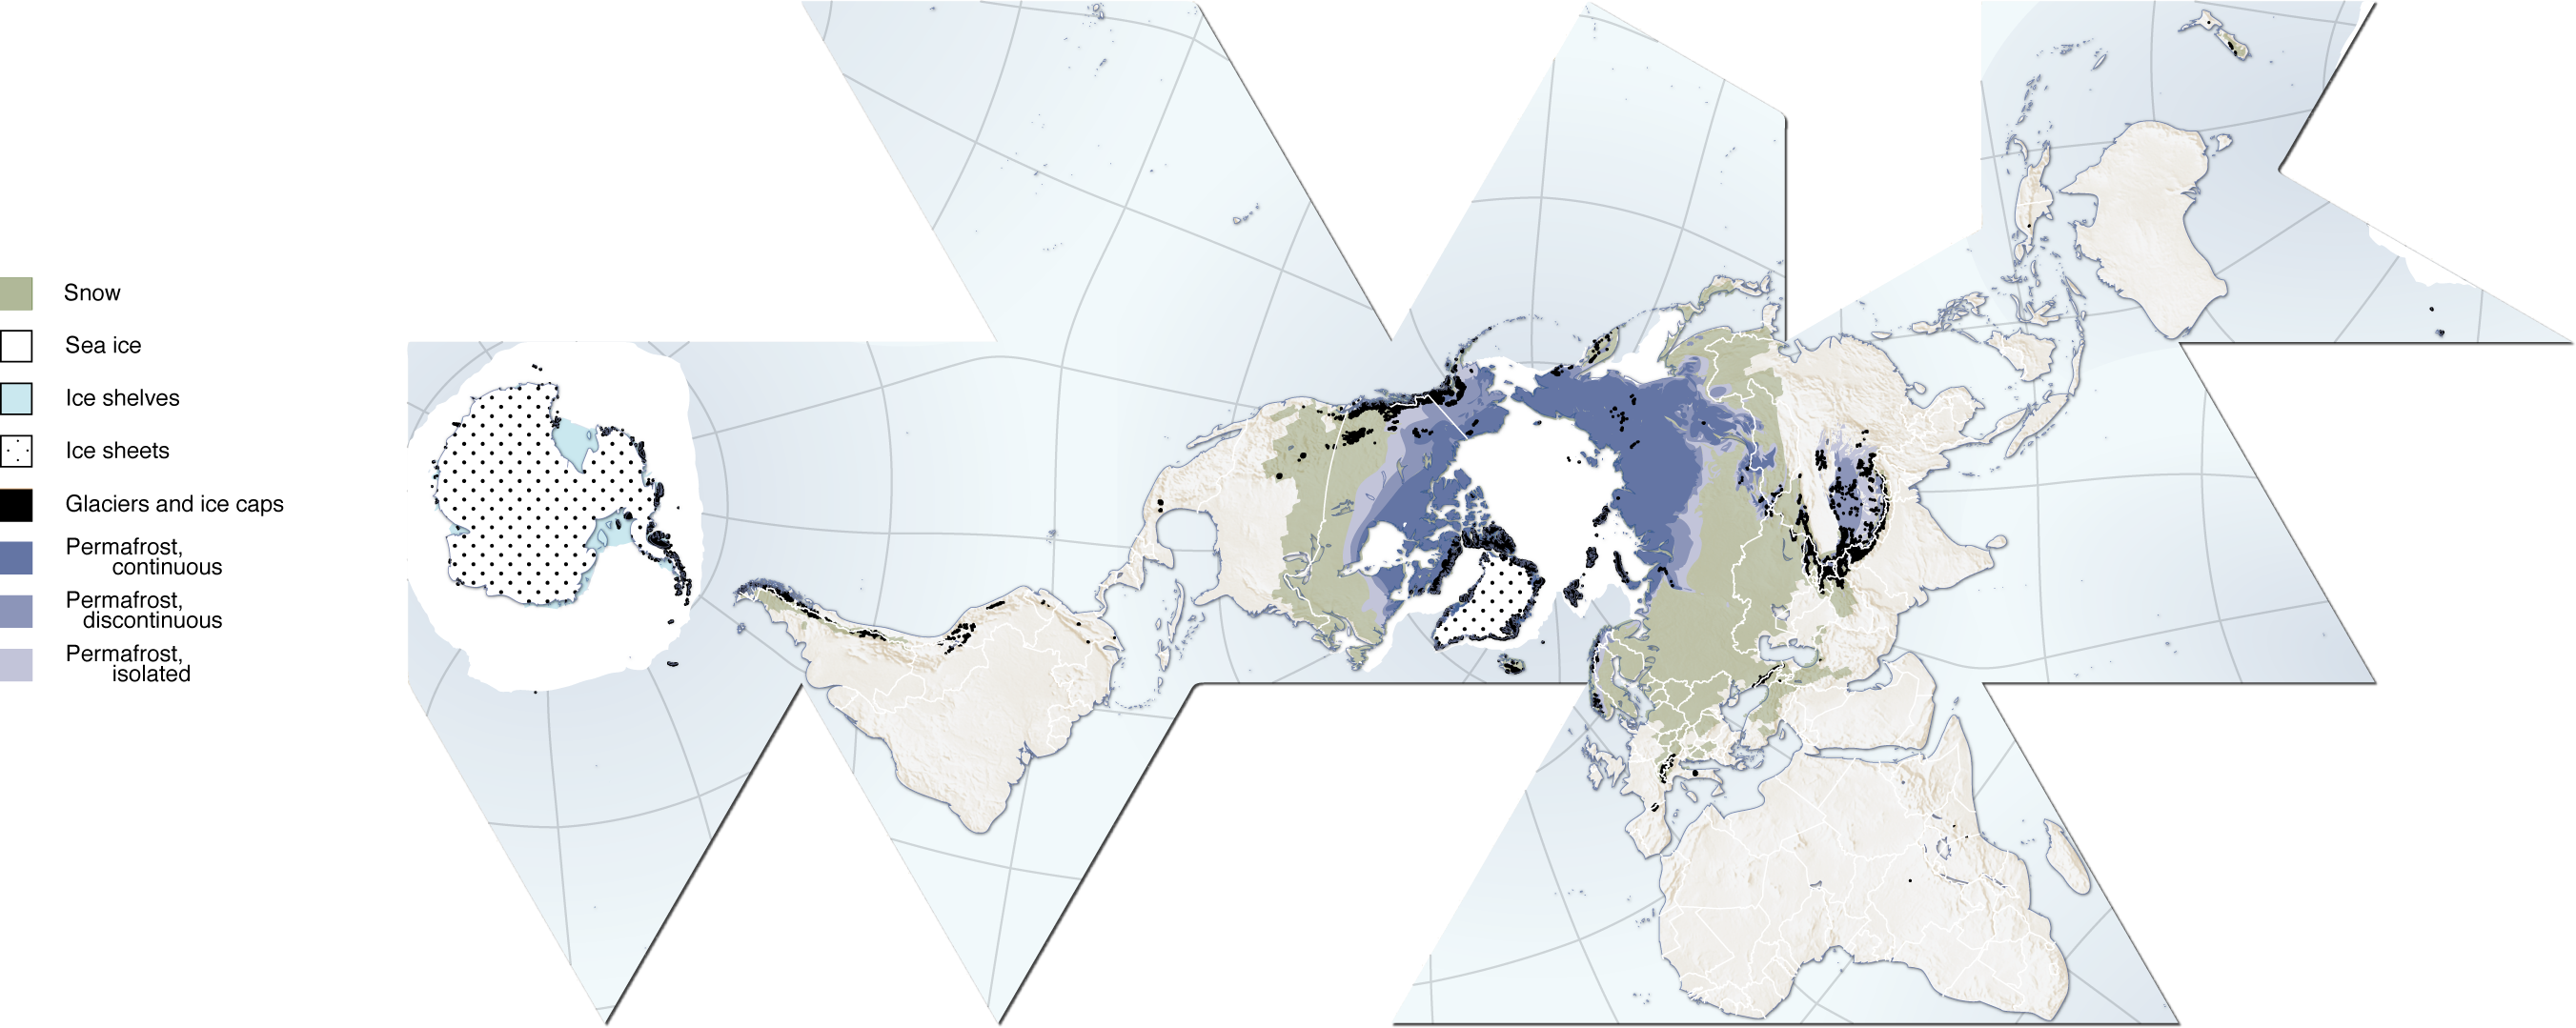 Snow
Sea ice
Ice shelves
Ice sheets
Glaciers and ice caps
Permafrost,
continuous
Permafrost,
discontinuous
Permafrost,
isolated